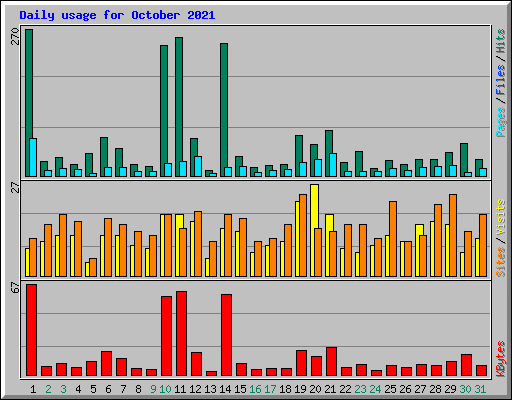 Daily usage for October 2021
270
Pages / Files / Hits
27
Sites / Visits
67
KBytes
1 2 3 4 5 6 7 8 9 10 11 12 13 14 15 16 17 18 19 20 21 22 23 24 25 26 27 28 29 30 31